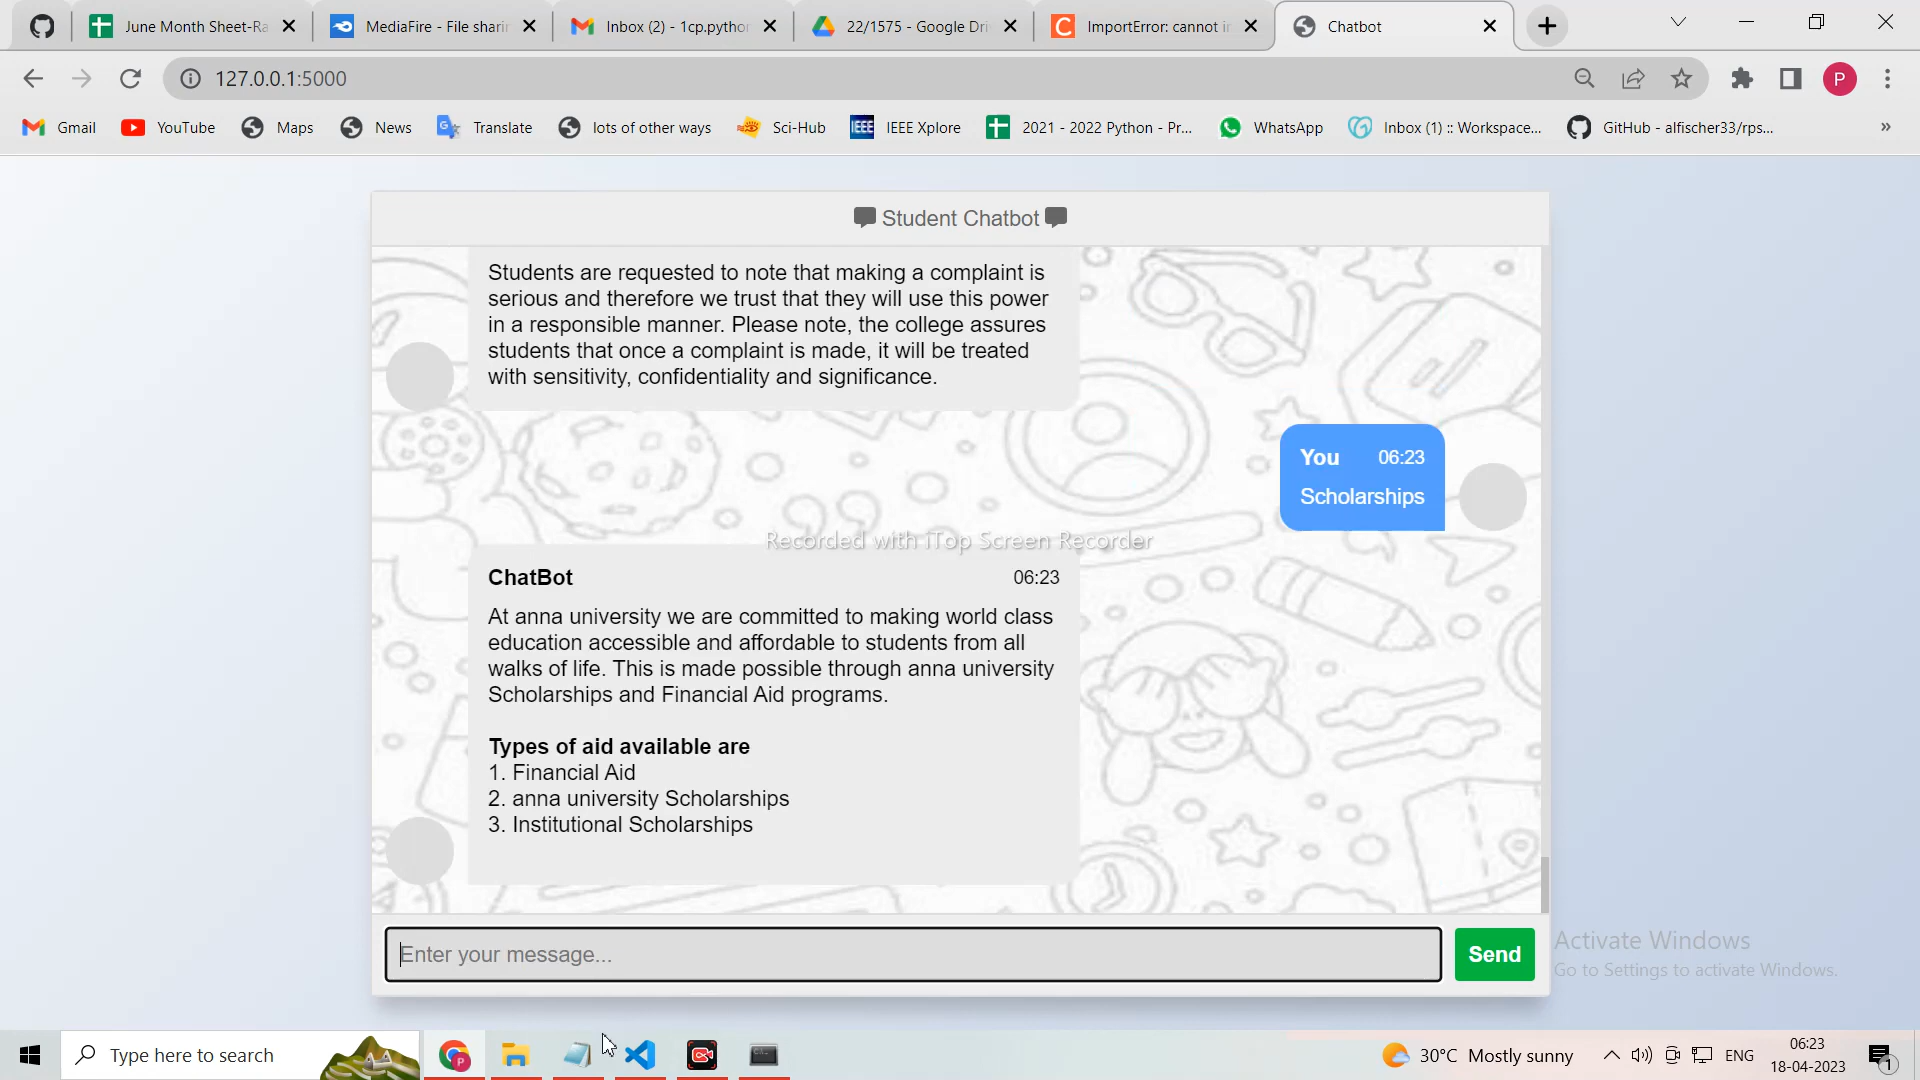 June Month Sheet-Ra
MediaFire - File sharin
Inbox (2) - 1cp.python
22/1575 - Google Dri
ImportError: cannot i
Chatbot
127.0.0.1:5000
P
Gmail
YouTube
Maps
News
Translate
lots of other ways
Sci-Hub
IEEE
IEEE Xplore
2021 - 2022 Python - Pr...
WhatsApp
Inbox (1) :: Workspace...
GitHub - alfischer33/rps...
»
Student Chatbot
Students are requested to note that making a complaint is
serious and therefore we trust that they will use this power
in a responsible manner. Please note, the college assures
students that once a complaint is made, it will be treated
with sensitivity, confidentiality and significance.
You 06:23
Scholarships
Recorded with iTop Screen Recorder
ChatBot 06:23
At anna university we are committed to making world class
education accessible and affordable to students from all
walks of life. This is made possible through anna university
Scholarships and Financial Aid programs.
Types of aid available are
1. Financial Aid
2. anna university Scholarships
3. Institutional Scholarships
Enter your message...
Send
Activate Windows
Go to Settings to activate Windows.
Type here to search
30°C Mostly sunny
ENG
06:23
18-04-2023
1